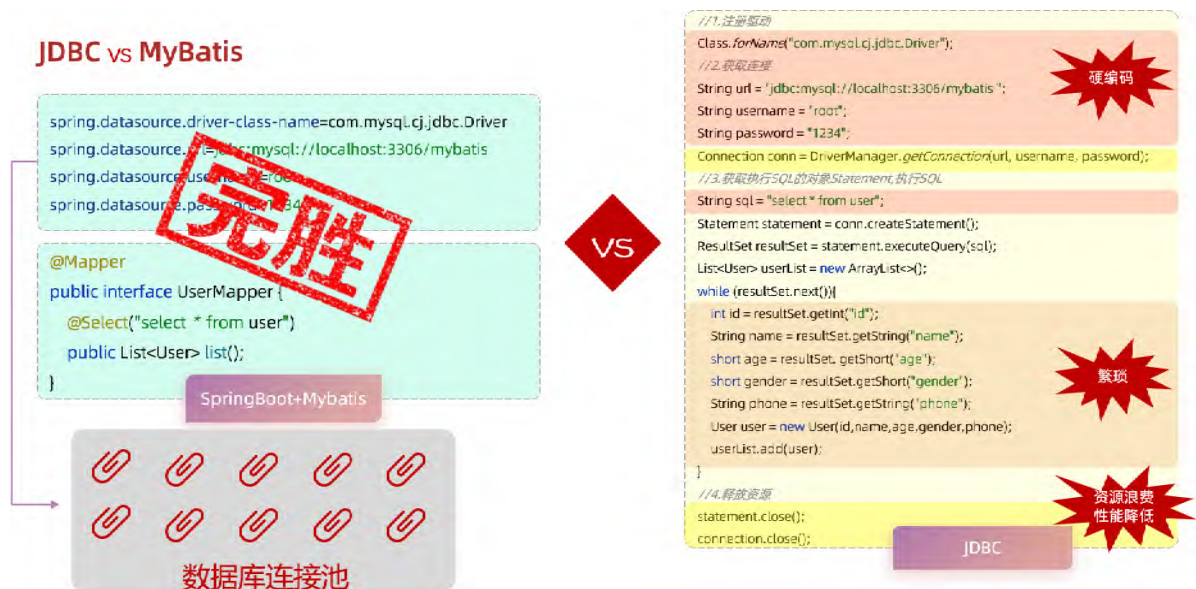 JDBC vs MyBatis
spring.datasource.driver-class-name=com.mysql.cj.jdbc.Driver
spring.datasource.url=jdbc:mysql://localhost:3306/mybatis
spring.datasource.username=root
spring.datasource.password=1234
完胜
@Mapper
public interface UserMapper {
@Select("select * from user")
public List<User> list();
}
SpringBoot+Mybatis
数据库连接池
VS
//1.注册驱动
Class.forName("com.mysql.cj.jdbc.Driver");
//2.获取连接
String url = "jdbc:mysql://localhost:3306/mybatis ";
String username = "root";
String password = "1234";
硬编码
Connection conn = DriverManager.getConnection(url, username, password);
//3.获取执行SQL的对象Statement,执行SQL
String sql = "select * from user";
Statement statement = conn.createStatement();
ResultSet resultSet = statement.executeQuery(sql);
List<User> userList = new ArrayList<>();
while (resultSet.next()){
int id = resultSet.getInt("id");
String name = resultSet.getString("name");
short age = resultSet. getShort("age");
short gender = resultSet.getShort("gender");
String phone = resultSet.getString("phone");
User user = new User(id,name,age,gender,phone);
userList.add(user);
繁琐
}
//4.释放资源
statement.close();
connection.close();
资源浪费
性能降低
JDBC